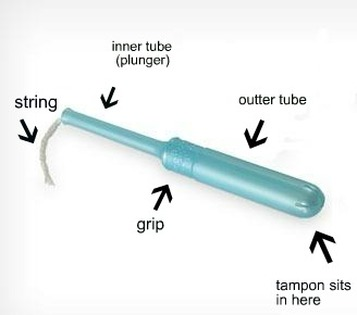 inner tube
(plunger)
string
outter tube
grip
tampon sits
in here